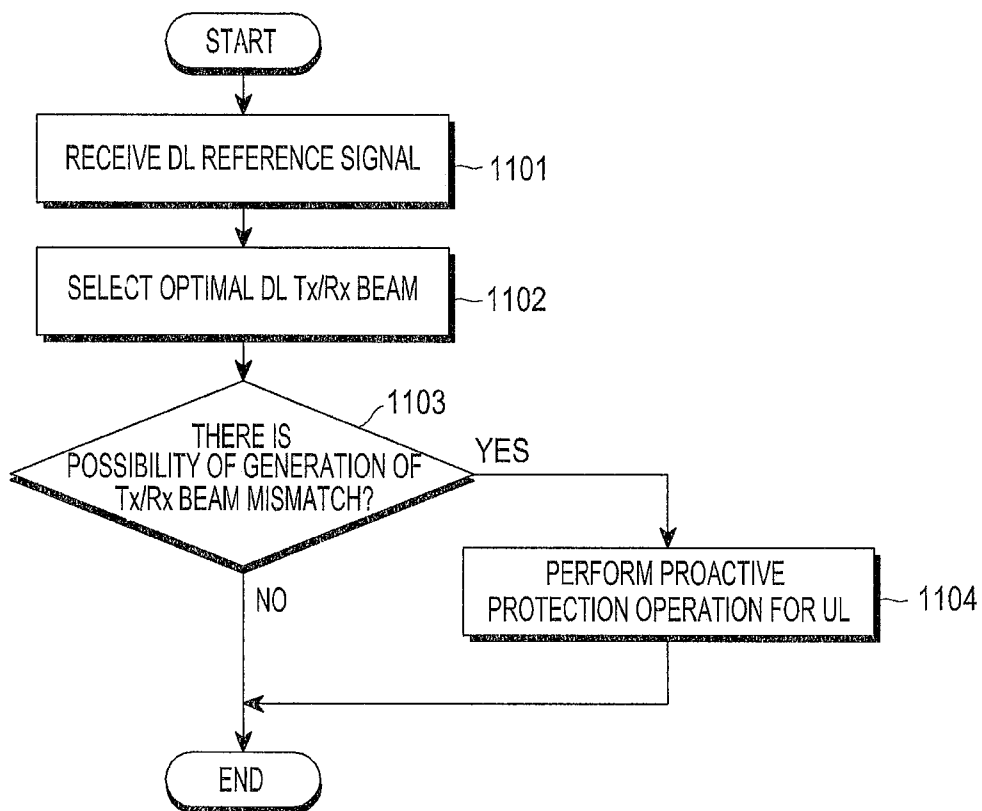 START
RECEIVE DL REFERENCE SIGNAL
1101
SELECT OPTIMAL DL Tx/Rx BEAM
1102
1103
THERE IS
POSSIBILITY OF GENERATION OF
Tx/Rx BEAM MISMATCH?
YES
NO
PERFORM PROACTIVE
PROTECTION OPERATION FOR UL
1104
END